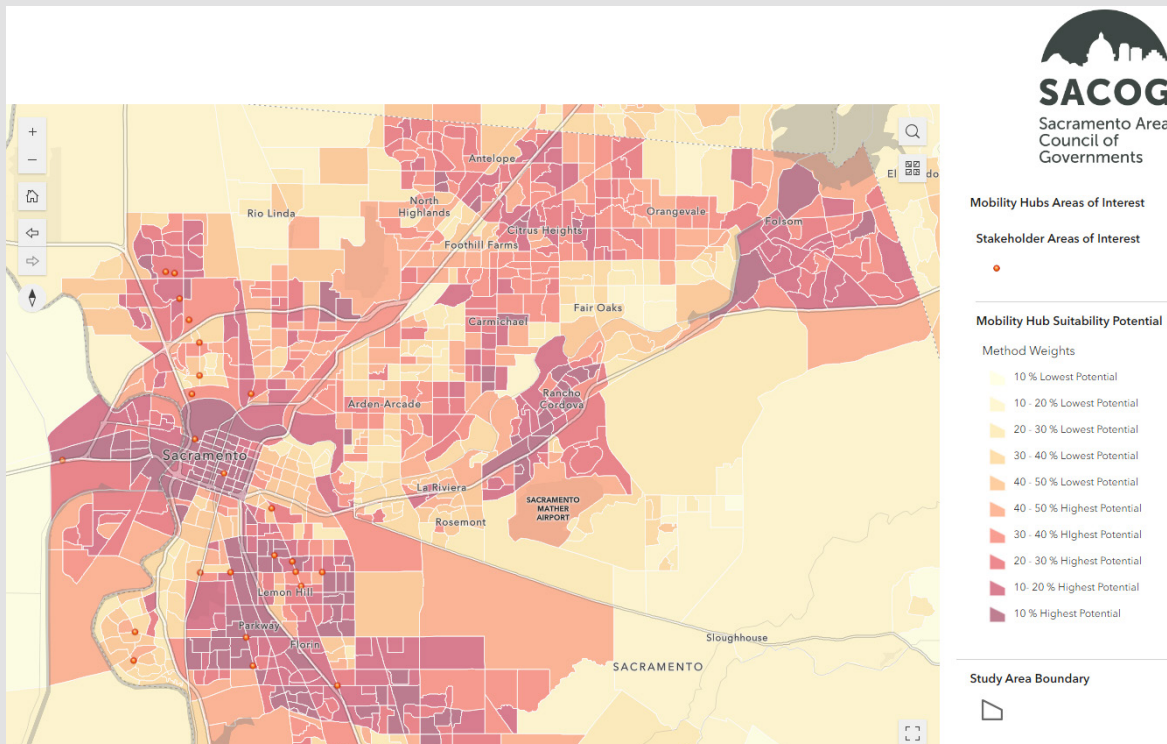 SACOG
Sacramento Area
Council of
Governments
Mobility Hubs Areas of Interest
Stakeholder Areas of Interest
Mobility Hub Suitability Potential
Method Weights
10 % Lowest Potential
10 - 20 % Lowest Potential
20 - 30 % Lowest Potential
30 - 40 % Lowest Potential
40 - 50 % Lowest Potential
40 - 50 % Highest Potential
30 - 40 % HIghest Potential
20 - 30 % Highest Potential
10- 20 % Highest Potential
10 % Highest Potential
Study Area Boundary
Antelope
Rio Linda
North
Highlands
Citrus Heights
Orangevale
Folsom
Foothill Farms
Fair Oaks
Carmichael
Rancho
Cordova
Arden-Arcade
Sacramento
La Riviera
SACRAMENTO
MATHER
AIRPORT
Rosemont
Lemon Hill
Parkway
Florin
Sloughhouse
SACRAMENTO